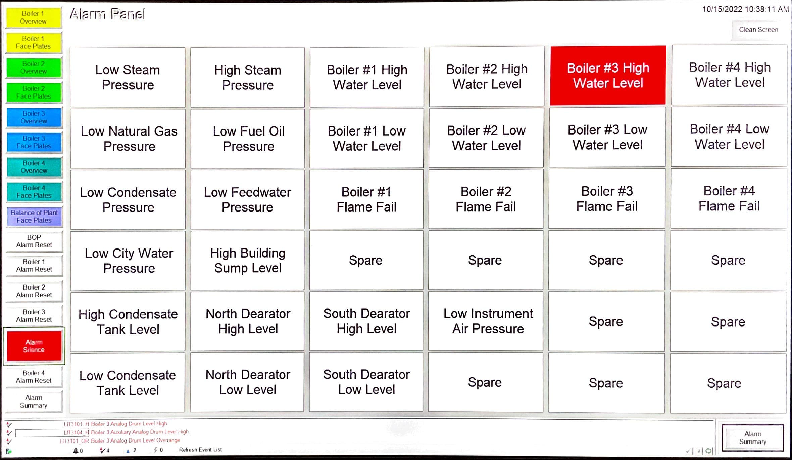 Alarm Panel
10/15/2022 10:38:11 AM
Clean Screen
Boiler 1
Overview
Boiler 1
Face Plates
Boiler 2
Overview
Boiler 2
Face Plates
Boiler 3
Overview
Boiler 3
Face Plates
Boiler 4
Overview
Boiler 4
Face Plates
Balance of Plant
Face Plates
BOP
Alarm Reset
Boiler 1
Alarm Reset
Boiler 2
Alarm Reset
Boiler 3
Alarm Reset
Alarm
Silence
Boiler 4
Alarm Reset
Alarm
Summary
Low Steam
Pressure
High Steam
Pressure
Boiler #1 High
Water Level
Boiler #2 High
Water Level
Boiler #3 High
Water Level
Boiler #4 High
Water Level
Low Natural Gas
Pressure
Low Fuel Oil
Pressure
Boiler #1 Low
Water Level
Boiler #2 Low
Water Level
Boiler #3 Low
Water Level
Boiler #4 Low
Water Level
Low Condensate
Pressure
Low Feedwater
Pressure
Boiler #1
Flame Fail
Boiler #2
Flame Fail
Boiler #3
Flame Fail
Boiler #4
Flame Fail
Low City Water
Pressure
High Building
Sump Level
Spare
Spare
Spare
Spare
High Condensate
Tank Level
North Dearator
High Level
South Dearator
High Level
Low Instrument
Air Pressure
Spare
Spare
Low Condensate
Tank Level
North Dearator
Low Level
South Dearator
Low Level
Spare
Spare
Spare
Boiler 3 Analog Drum Level High
Boiler 3 Auxiliary Analog Drum Level High
Boiler 3 Analog Drum Level Overrange
Refresh Event List
Alarm
Summary